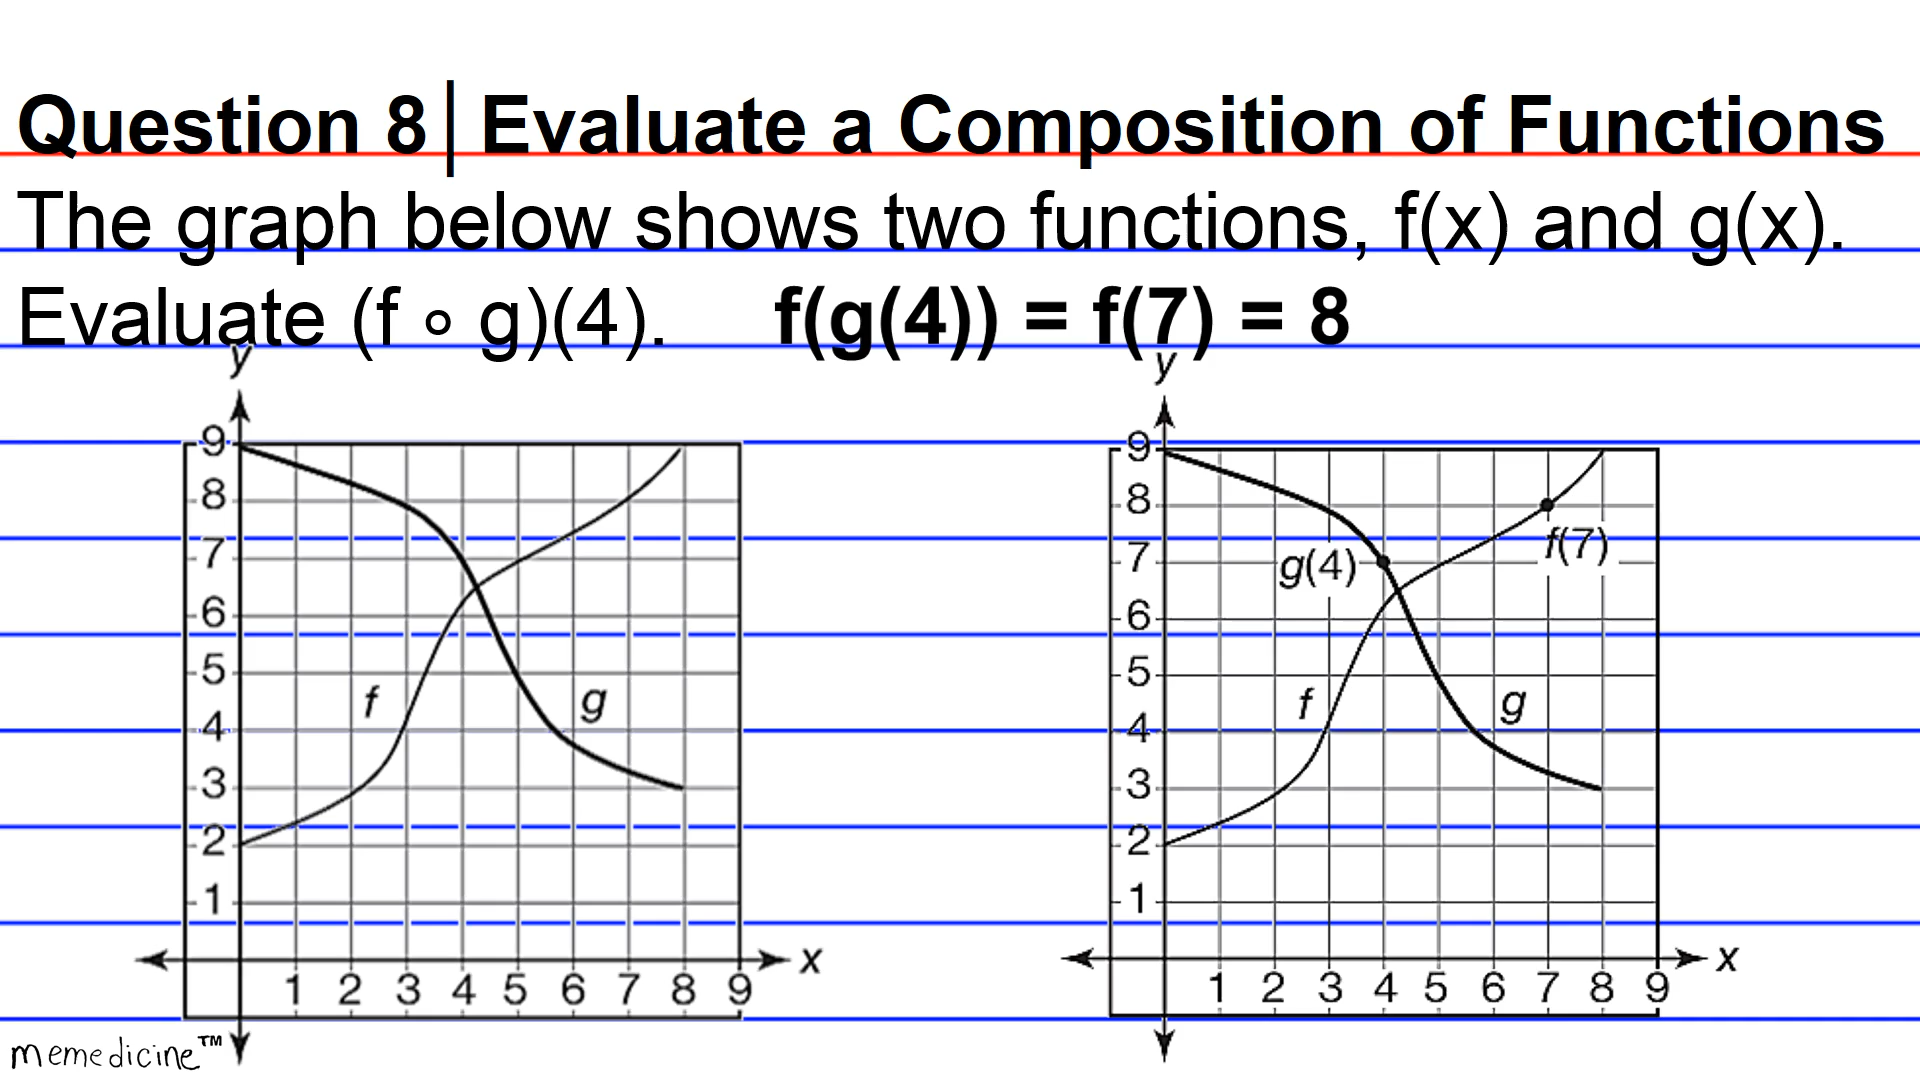 Question 8│Evaluate a Composition of Functions
The graph below shows two functions, f(x) and g(x).
Evaluate (f ∘ g)(4). f(g(4)) = f(7) = 8
y
9
8
7
6
5
4
3
2
1
f
g
x
1 2 3 4 5 6 7 8 9
y
9
8
7
6
5
4
3
2
1
g(4)
f(7)
f
g
x
1 2 3 4 5 6 7 8 9
memedicine™